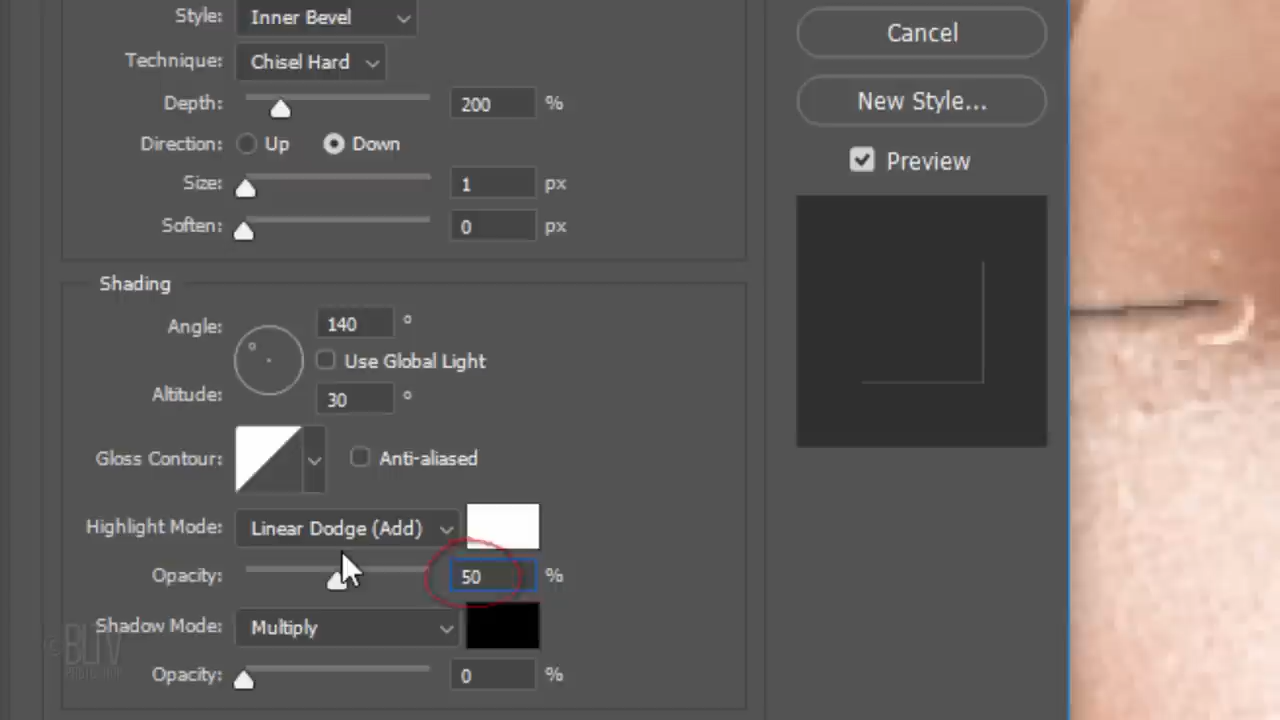 Style: Inner Bevel
Cancel
Technique: Chisel Hard
Depth: 200 %
New Style...
Direction: Up Down
Preview
Size: 1 px
Soften: 0 px
Shading
Angle: 140 °
Use Global Light
Altitude: 30 °
Gloss Contour: Anti-aliased
Highlight Mode: Linear Dodge (Add)
Opacity: 50 %
Shadow Mode: Multiply
© BLTV
PHOTOSHOP
Opacity: 0 %